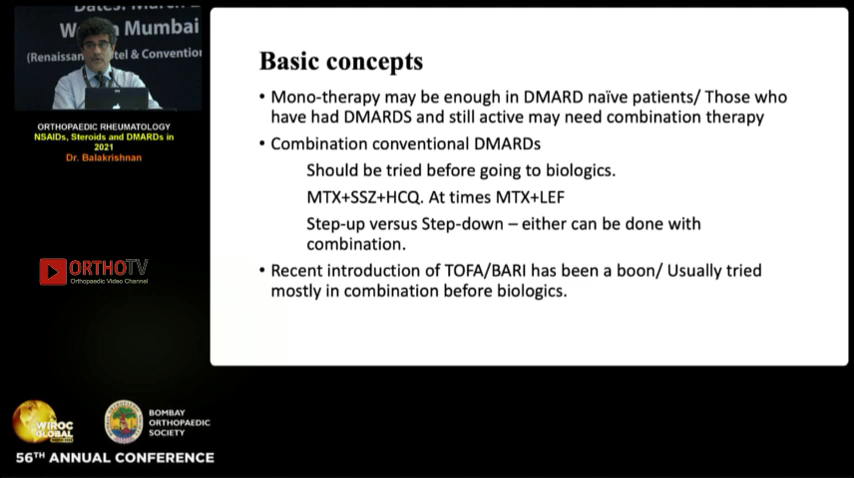 Dates: March
W Mumbai
(Renaissan tel & Convention
ORTHOPAEDIC RHEUMATOLOGY
NSAIDs, Steroids and DMARDs in
2021
Dr. Balakrishnan
ORTHOTV
Orthopaedic Video Channel
WIROC
GLOBAL
BOMBAY
ORTHOPAEDIC
SOCIETY
56TH ANNUAL CONFERENCE
Basic concepts
• Mono-therapy may be enough in DMARD naïve patients/ Those who
have had DMARDS and still active may need combination therapy
• Combination conventional DMARDs
Should be tried before going to biologics.
MTX+SSZ+HCQ. At times MTX+LEF
Step-up versus Step-down – either can be done with
combination.
• Recent introduction of TOFA/BARI has been a boon/ Usually tried
mostly in combination before biologics.